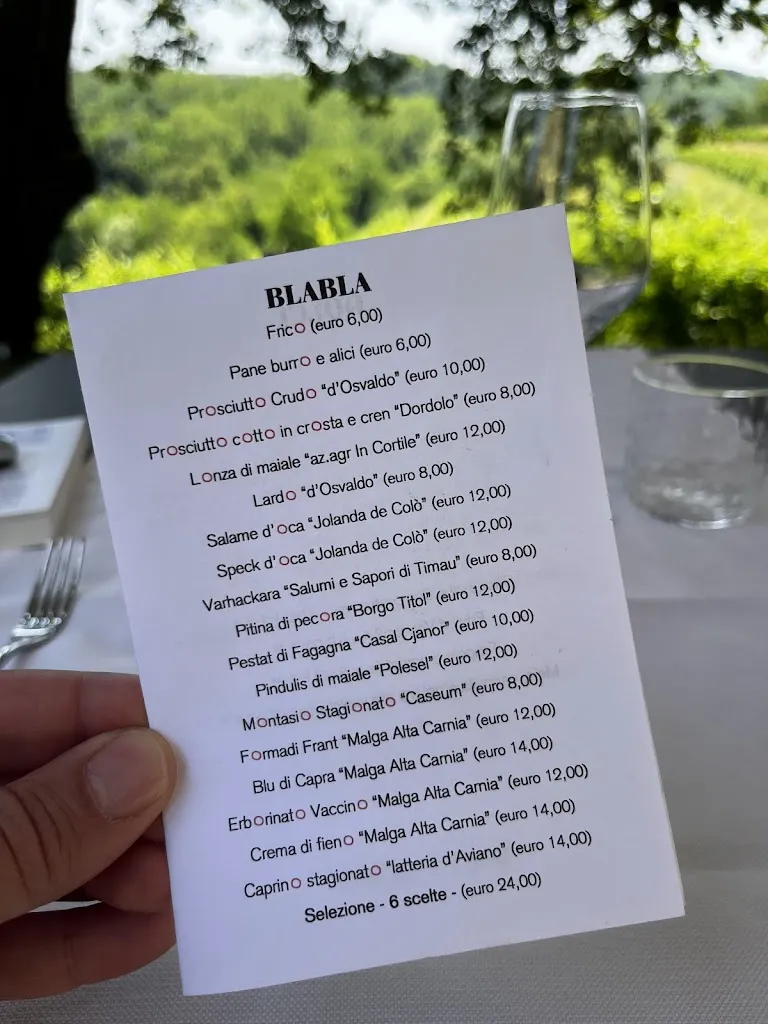 BLABLA
Frico (euro 6,00)
Pane burro e alici (euro 6,00)
Prosciutto Crudo “d'Osvaldo” (euro 10,00)
Prosciutto cotto in crosta e cren “Dordolo” (euro 8,00)
Lonza di maiale “az.agr In Cortile” (euro 12,00)
Lardo “d'Osvaldo” (euro 8,00)
Salame d' oca “Jolanda de Colò” (euro 12,00)
Speck d' oca “Jolanda de Colò” (euro 12,00)
Varhackara “Salumi e Sapori di Timau” (euro 8,00)
Pitina di pecora “Borgo Titol” (euro 12,00)
Pestat di Fagagna “Casal Cjanor” (euro 10,00)
Pindulis di maiale “Polesel” (euro 12,00)
Montasio Stagionato “Caseum” (euro 8,00)
Formadi Frant “Malga Alta Carnia” (euro 12,00)
Blu di Capra “Malga Alta Carnia” (euro 14,00)
Erborinato Vaccino “Malga Alta Carnia” (euro 12,00)
Crema di fieno “Malga Alta Carnia” (euro 14,00)
Caprino stagionato “latteria d'Aviano” (euro 14,00)
Selezione - 6 scelte - (euro 24,00)